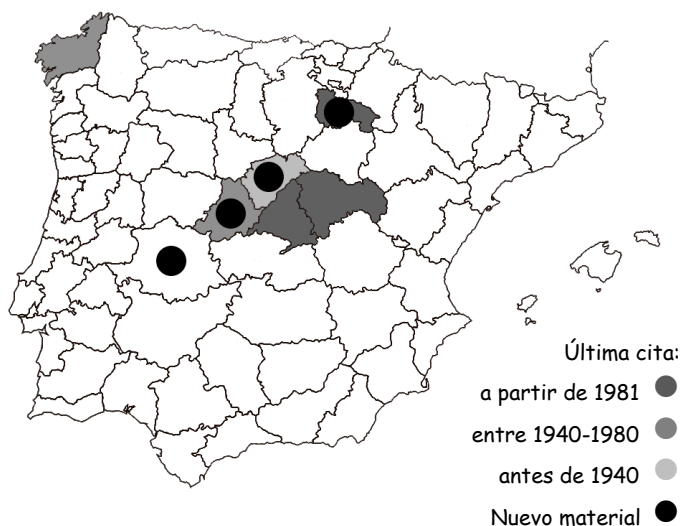 Última cita:
a partir de 1981
entre 1940-1980
antes de 1940
Nuevo material